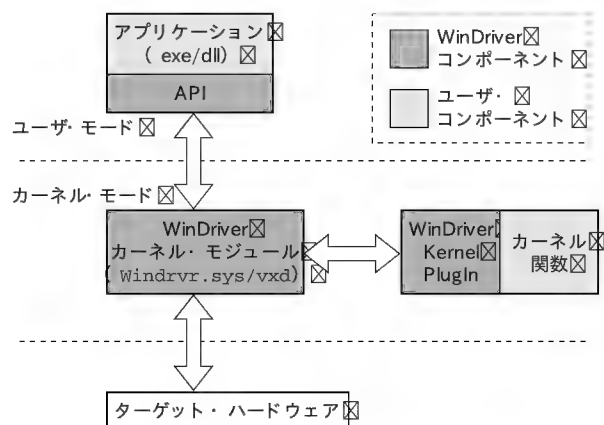 アプリケーション
( exe/dll)
API
WinDriver
コンポーネント
ユーザ・
コンポーネント
ユーザ・モード
カーネル・モード
WinDriver
カーネル・モジュール
( Windrvr.sys/vxd)
WinDriver
Kernel
PlugIn
カーネル
関数
ターゲット・ハードウェア